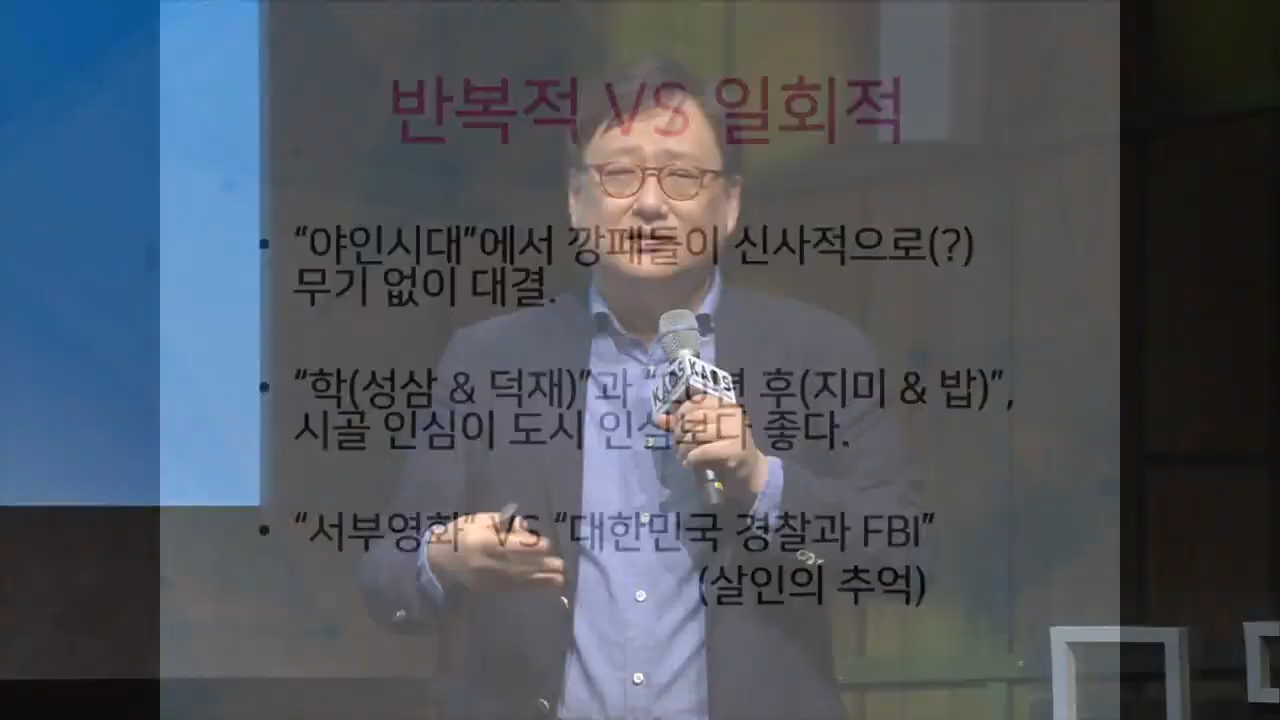 반복적 VS 일회적
• “야인시대”에서 깡패들이 신사적으로(?)
무기 없이 대결.
• “학(성삼 & 덕재)”과 후(지미 & 밥)”,
시골 인심이 도시 인심보다 좋다.
• “서부영화” VS “대한민국 경찰과 FBI”
(살인의 추억)
KAOS KAOS